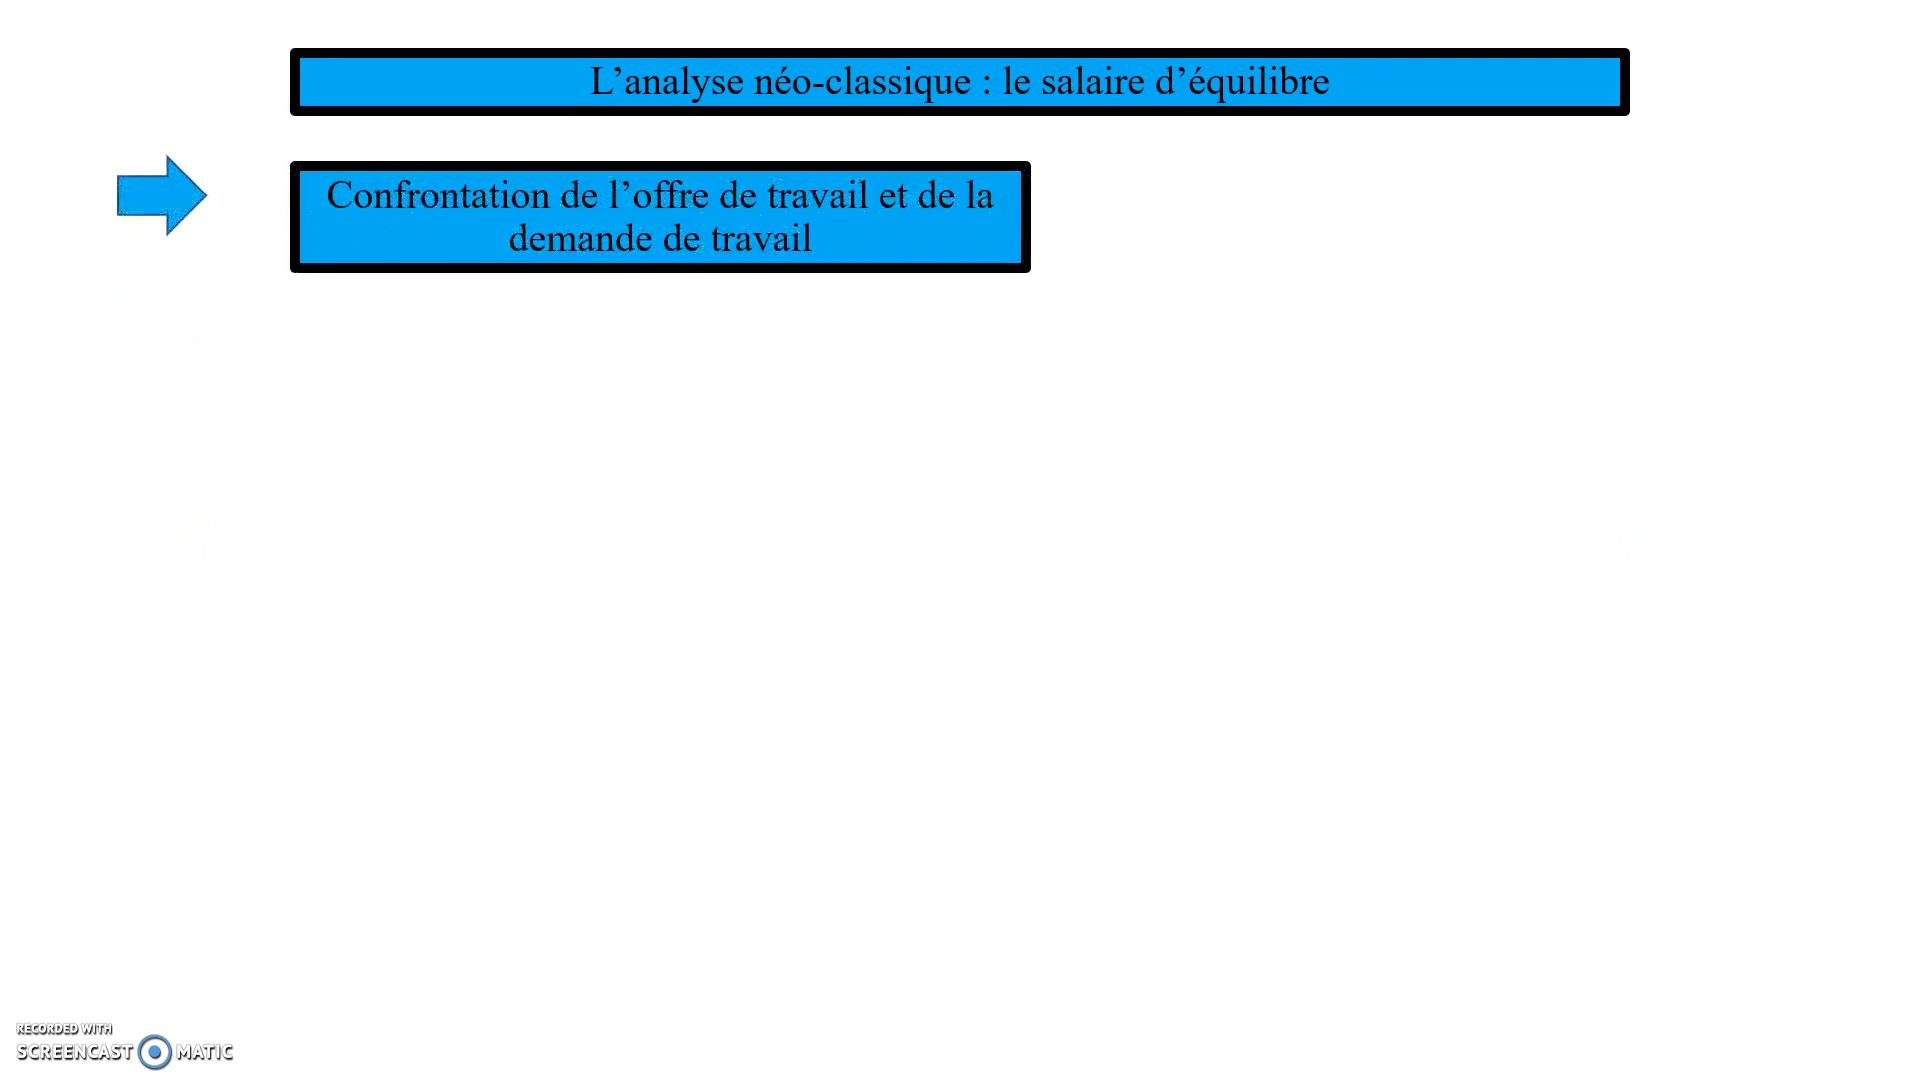 L’analyse néo-classique : le salaire d’équilibre
Confrontation de l’offre de travail et de la
demande de travail
RECORDED WITH
SCREENCAST MATIC